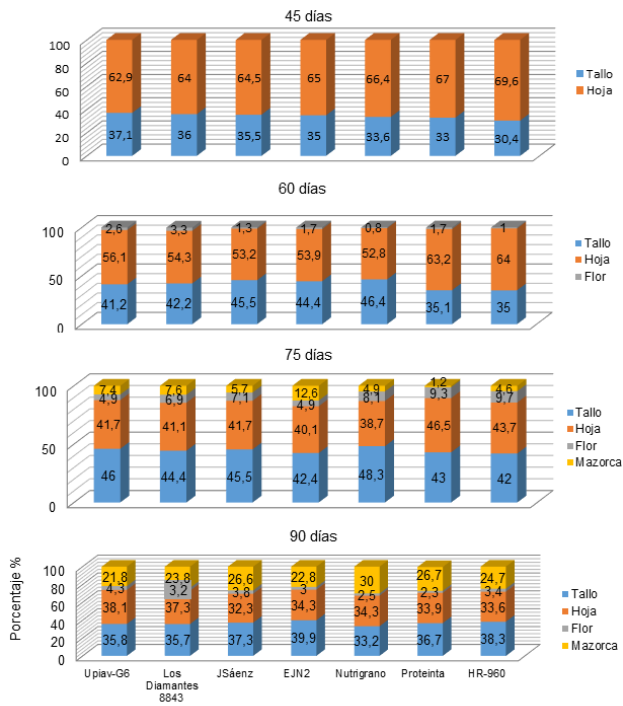 45 días
100
80
60
40
20
0
62,9 64 64,5 65 66,4 67 69,6
37,1 36 35,5 35 33,6 33 30,4
Tallo
Hoja
60 días
100
50
0
2,6 3,3 1,3 1,7 0,8 1,7 1
56,1 54,3 53,2 53,9 52,8 63,2 64
41,2 42,2 45,5 44,4 46,4 35,1 35
Tallo
Hoja
Flor
75 días
100
50
0
7,4 7,6 5,7 12,6 4,9 1,2 4,6
4,9 6,9 7,1 4,9 8,1 9,3 9,7
41,7 41,1 41,7 40,1 38,7 46,5 43,7
46 44,4 45,5 42,4 48,3 43 42
Tallo
Hoja
Flor
Mazorca
90 días
Porcentaje %
100
80
60
40
20
0
21,8 23,8 26,6 22,8 30 26,7 24,7
4,3 3,2 3,8 3 2,5 2,3 3,4
38,1 37,3 32,3 34,3 34,3 33,9 33,6
35,8 35,7 37,3 39,9 33,2 36,7 38,3
Tallo
Hoja
Flor
Mazorca
Upiav-G6 Los JSáenz EJN2 Nutrigrano Proteinta HR-960
Diamantes
8843